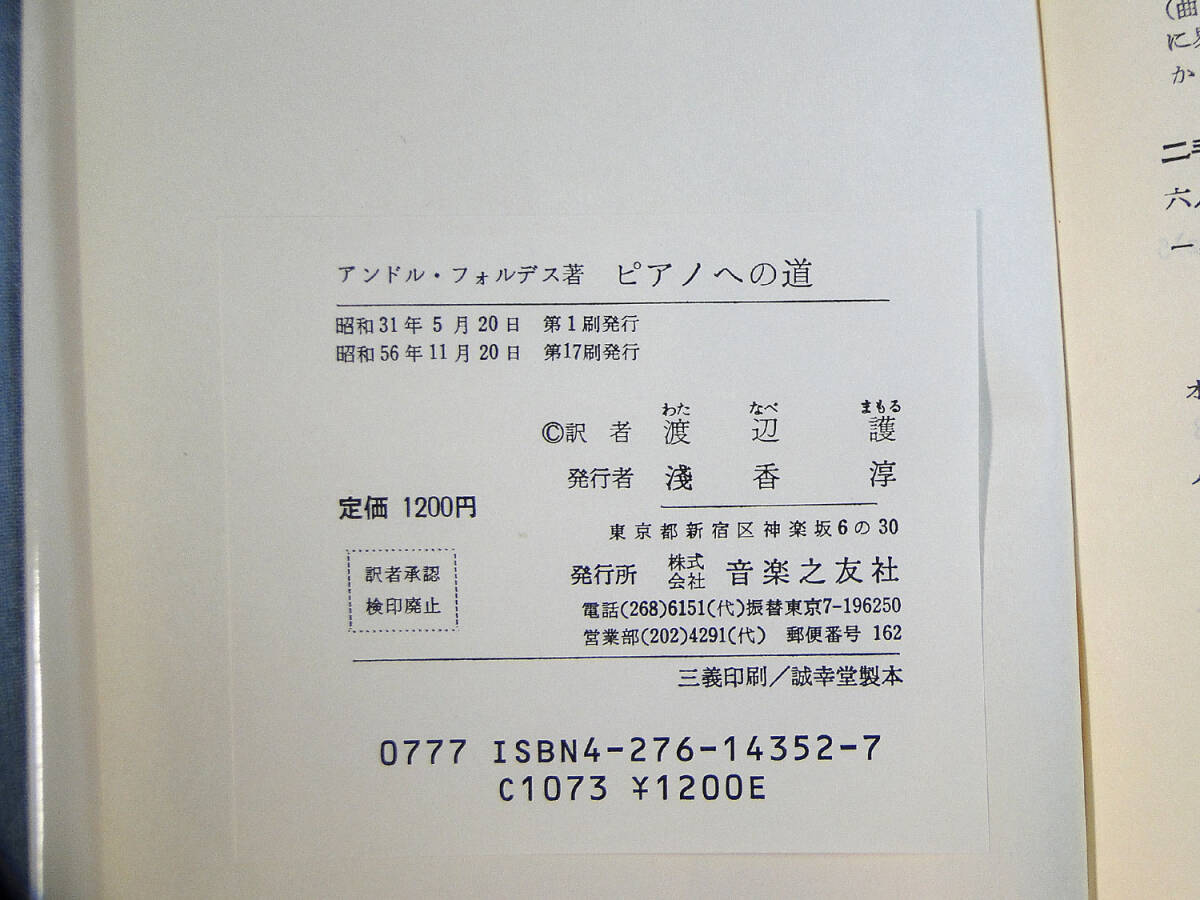 アンドル・フォルデス著 ピアノへの道
昭和31年5月20日 第1刷発行
昭和56年11月20日 第17刷発行
わた なべ まもる
©訳者 渡辺護
発行者 淺香淳
定価 1200円
東京都新宿区神楽坂6の30
訳者承認
検印廃止
発行所 株式会社 音楽之友社
電話(268)6151(代)振替東京7-196250
営業部(202)4291(代) 郵便番号 162
三義印刷/誠幸堂製本
0777 ISBN4-276-14352-7
C1073 ¥1200E
(曲
に
か
二
六
一